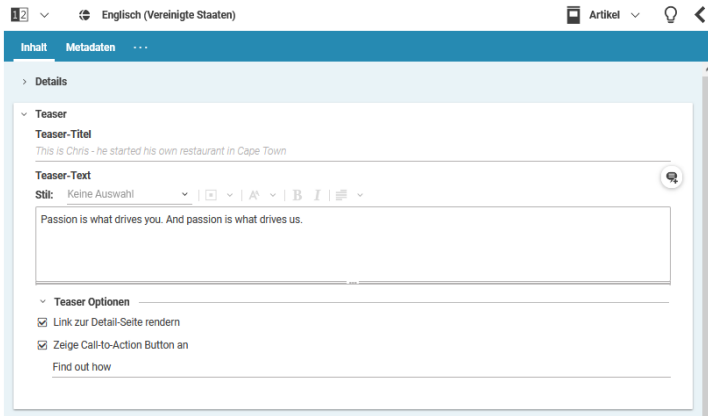 12 Englisch (Vereinigte Staaten) Artikel
Inhalt Metadaten ...
Details
Teaser
Teaser-Titel
This is Chris - he started his own restaurant in Cape Town
Teaser-Text
Stil: Keine Auswahl A B I
Passion is what drives you. And passion is what drives us.
Teaser Optionen
Link zur Detail-Seite rendern
Zeige Call-to-Action Button an
Find out how